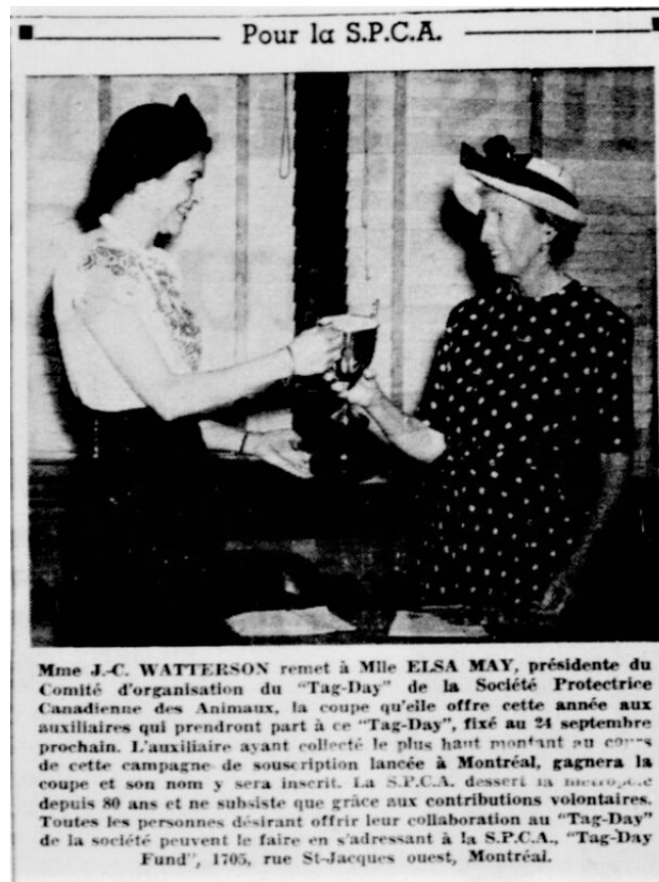 Pour la S.P.C.A.
Mme J.-C. WATTERSON remet à Mlle ELSA MAY, présidente du
Comité d'organisation du "Tag-Day" de la Société Protectrice
Canadienne des Animaux, la coupe qu'elle offre cette année aux
auxiliaires qui prendront part à ce "Tag-Day", fixé au 24 septembre
prochain. L'auxiliaire ayant collecté le plus haut montant au cours
de cette campagne de souscription lancée à Montréal, gagnera la
coupe et son nom y sera inscrit. La S.P.C.A. dessert la métropole
depuis 80 ans et ne subsiste que grâce aux contributions volontaires.
Toutes les personnes désirant offrir leur collaboration au "Tag-Day"
de la société peuvent le faire en s'adressant à la S.P.C.A., "Tag-Day
Fund", 1705, rue St-Jacques ouest, Montréal.